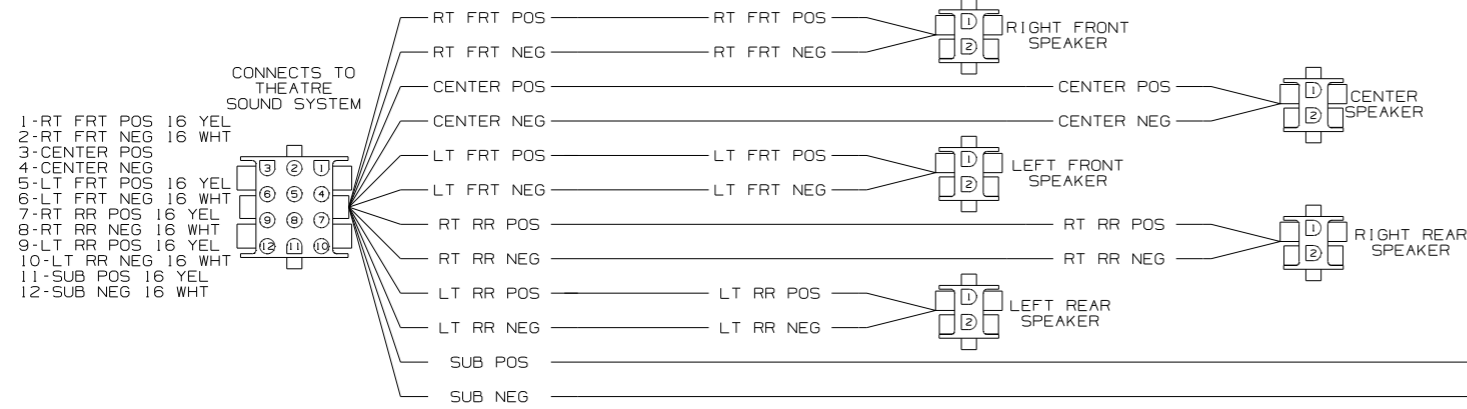 CONNECTS TO
THEATRE
SOUND SYSTEM
1-RT FRT POS 16 YEL
2-RT FRT NEG 16 WHT
3-CENTER POS
4-CENTER NEG
5-LT FRT POS 16 YEL
6-LT FRT NEG 16 WHT
7-RT RR POS 16 YEL
8-RT RR NEG 16 WHT
9-LT RR POS 16 YEL
10-LT RR NEG 16 WHT
11-SUB POS 16 YEL
12-SUB NEG 16 WHT
3 2 1
6 5 4
9 8 7
12 11 10
RT FRT POS RT FRT POS
RT FRT NEG RT FRT NEG
1
2
RIGHT FRONT
SPEAKER
CENTER POS CENTER POS
CENTER NEG CENTER NEG
1
2
CENTER
SPEAKER
LT FRT POS LT FRT POS
LT FRT NEG LT FRT NEG
1
2
LEFT FRONT
SPEAKER
RT RR POS RT RR POS
RT RR NEG RT RR NEG
1
2
RIGHT REAR
SPEAKER
LT RR POS LT RR POS
LT RR NEG LT RR NEG
1
2
LEFT REAR
SPEAKER
SUB POS
SUB NEG